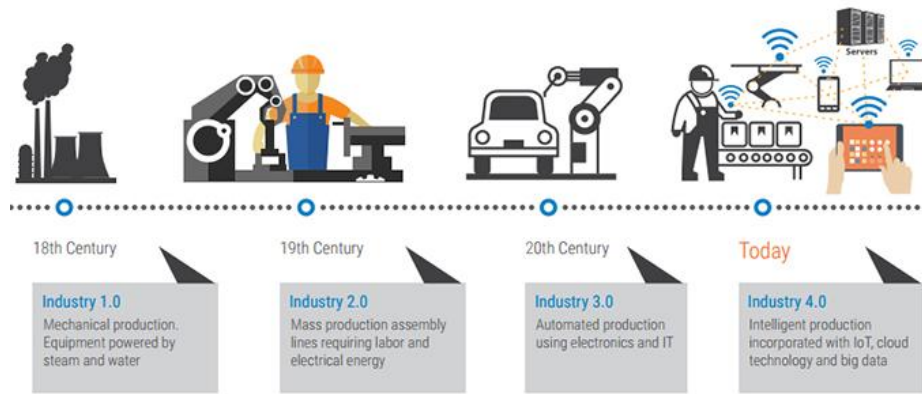 Servers
18th Century
Industry 1.0
Mechanical production.
Equipment powered by
steam and water
19th Century
Industry 2.0
Mass production assembly
lines requiring labor and
electrical energy
20th Century
Industry 3.0
Automated production
using electronics and IT
Today
Industry 4.0
Intelligent production
incorporated with IoT, cloud
technology and big data